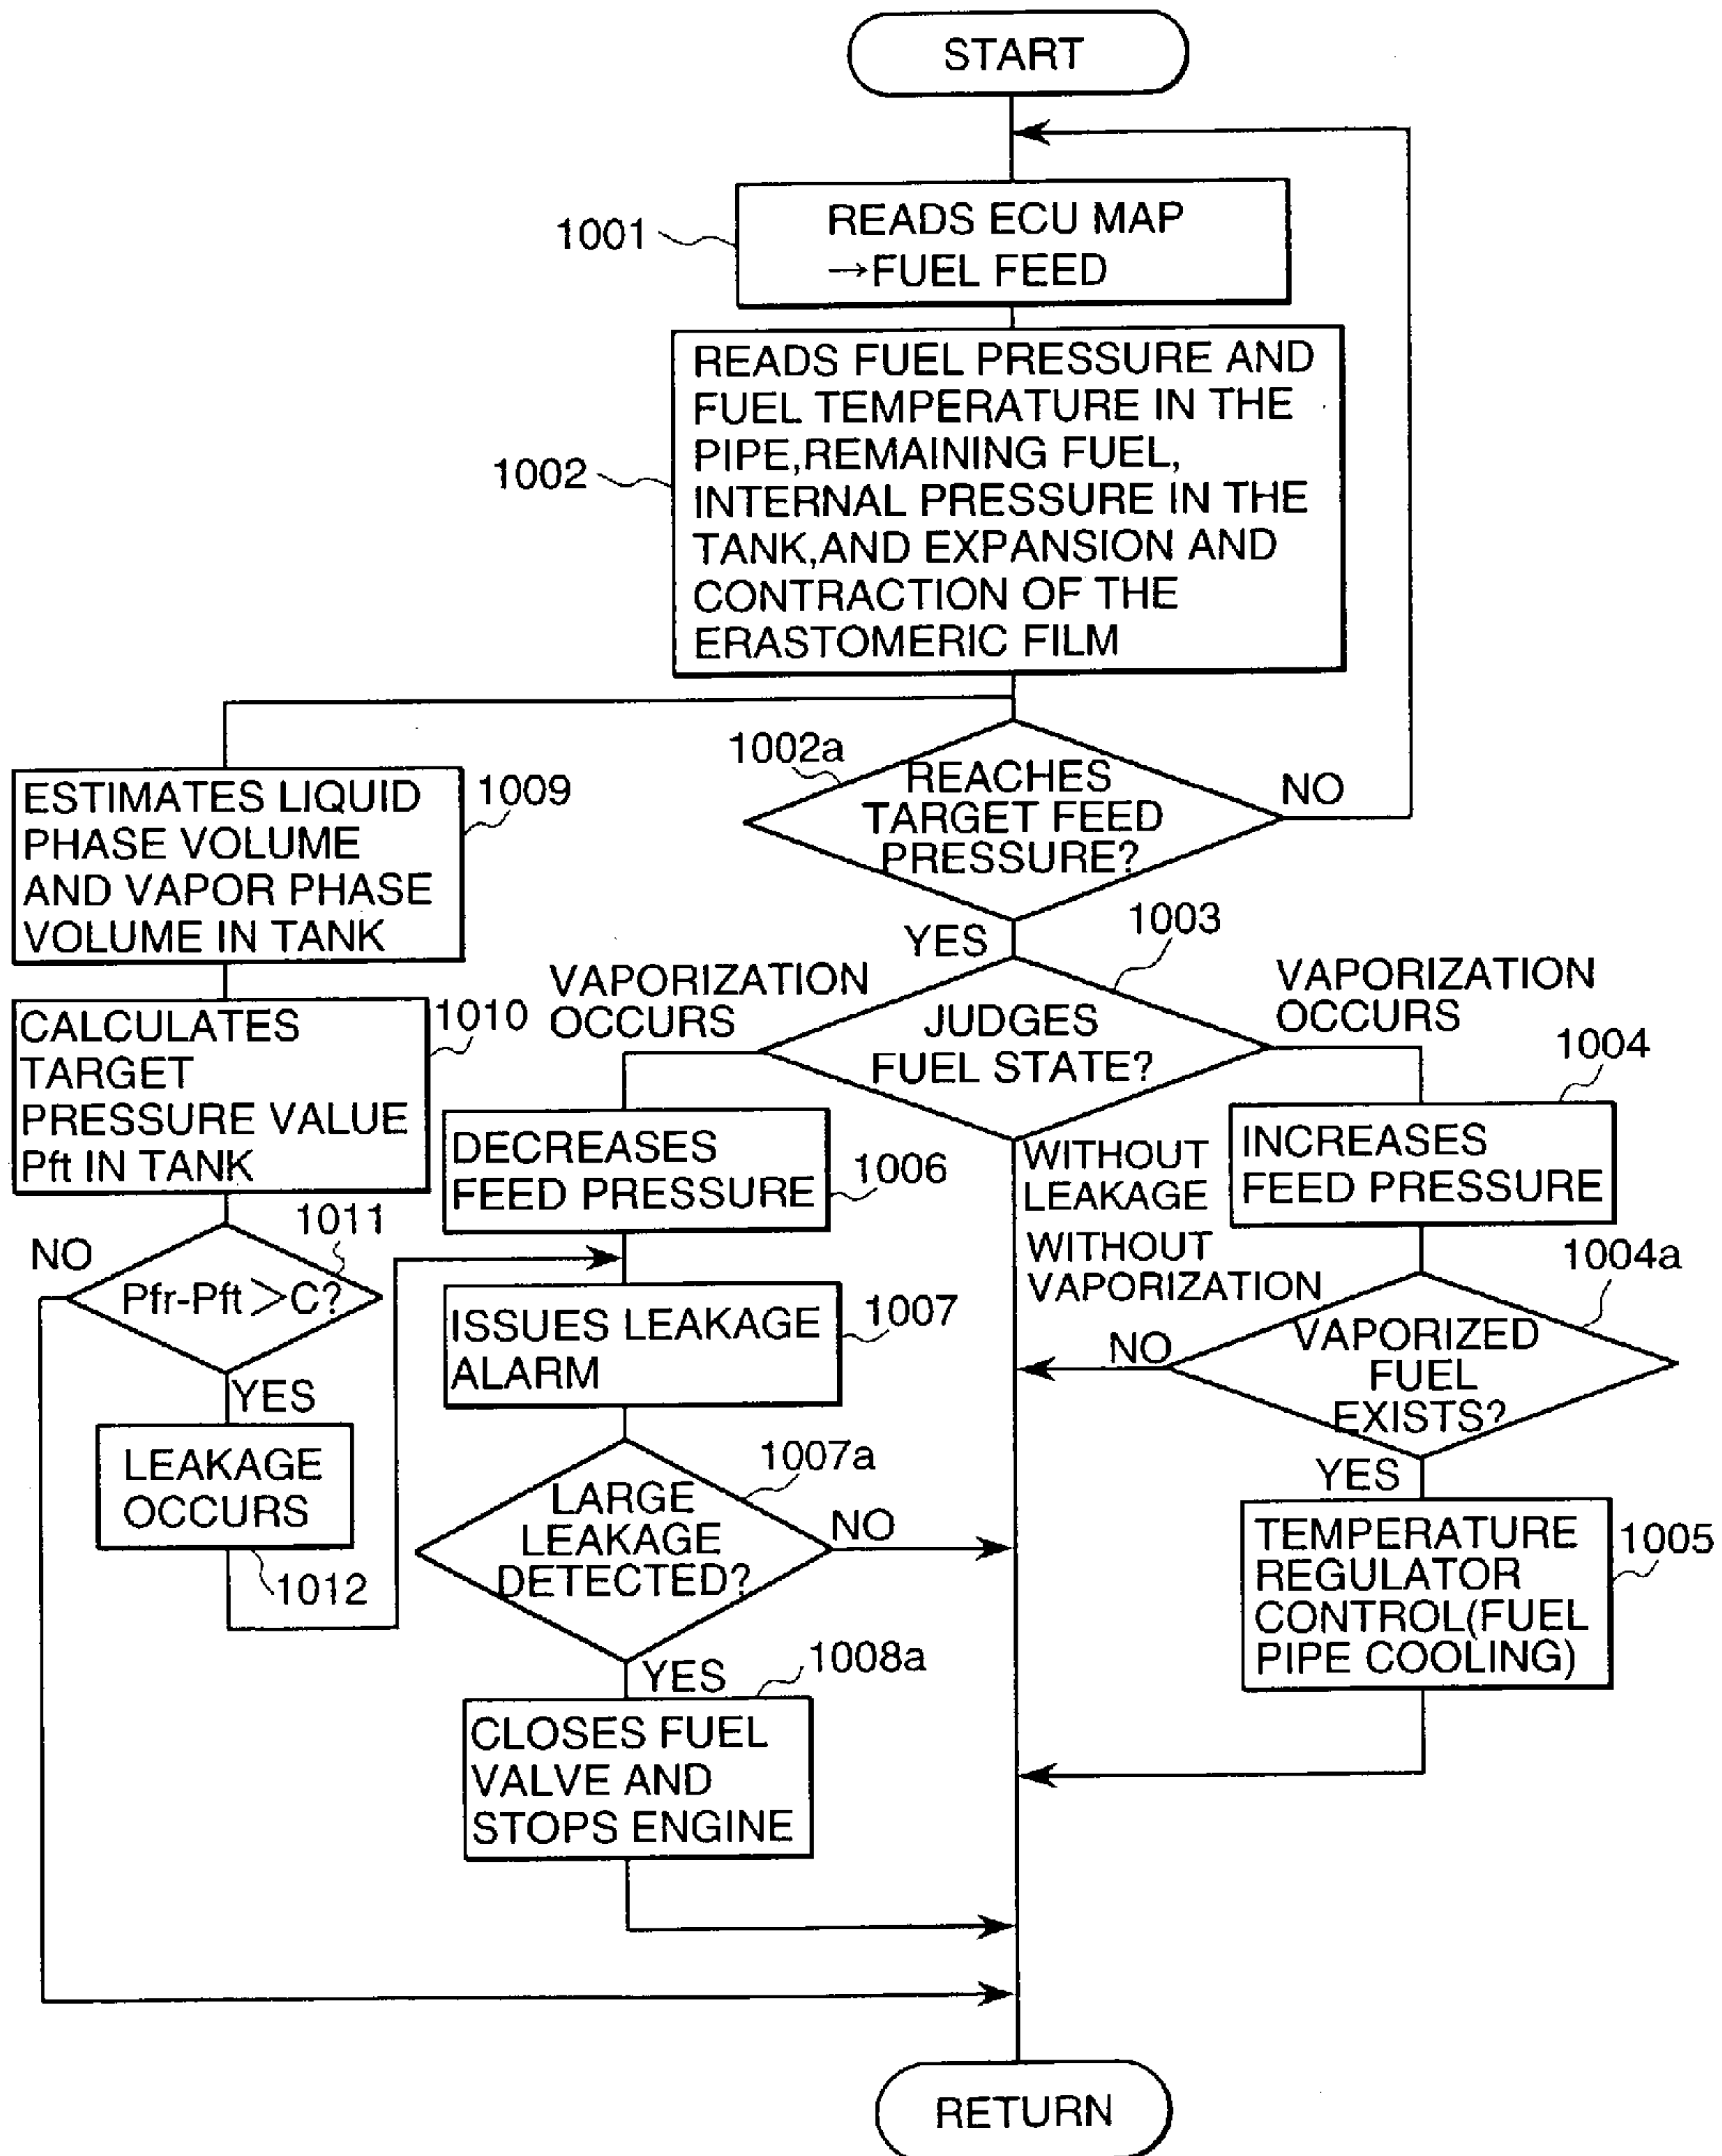 START
1001
READS ECU MAP
→FUEL FEED
1002
READS FUEL PRESSURE AND
FUEL TEMPERATURE IN THE
PIPE,REMAINING FUEL,
INTERNAL PRESSURE IN THE
TANK,AND EXPANSION AND
CONTRACTION OF THE
ERASTOMERIC FILM
1002a
REACHES
TARGET FEED
PRESSURE?
NO
YES
1009
ESTIMATES LIQUID
PHASE VOLUME
AND VAPOR PHASE
VOLUME IN TANK
1003
JUDGES
FUEL STATE?
VAPORIZATION
OCCURS
VAPORIZATION
OCCURS
1010
CALCULATES
TARGET
PRESSURE VALUE
Pft IN TANK
1004
INCREASES
FEED PRESSURE
DECREASES
FEED PRESSURE
1006
WITHOUT
LEAKAGE
WITHOUT
VAPORIZATION
1011
NO
Pfr-Pft＞C?
YES
1004a
VAPORIZED
FUEL
EXISTS?
NO
YES
ISSUES LEAKAGE
ALARM
1007
LEAKAGE
OCCURS
1012
1007a
LARGE
LEAKAGE
DETECTED?
NO
YES
TEMPERATURE
REGULATOR
CONTROL(FUEL
PIPE COOLING)
1005
1008a
CLOSES FUEL
VALVE AND
STOPS ENGINE
RETURN